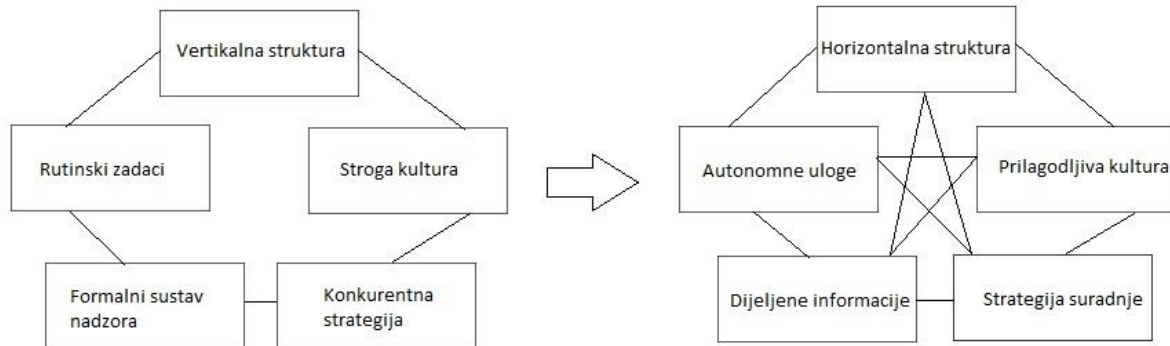 Vertikalna struktura
Rutinski zadaci
Stroga kultura
Formalni sustav
nadzora
Konkurentna
strategija
Horizontalna struktura
Autonomne uloge
Prilagodljiva kultura
Dijeljene informacije
Strategija suradnje